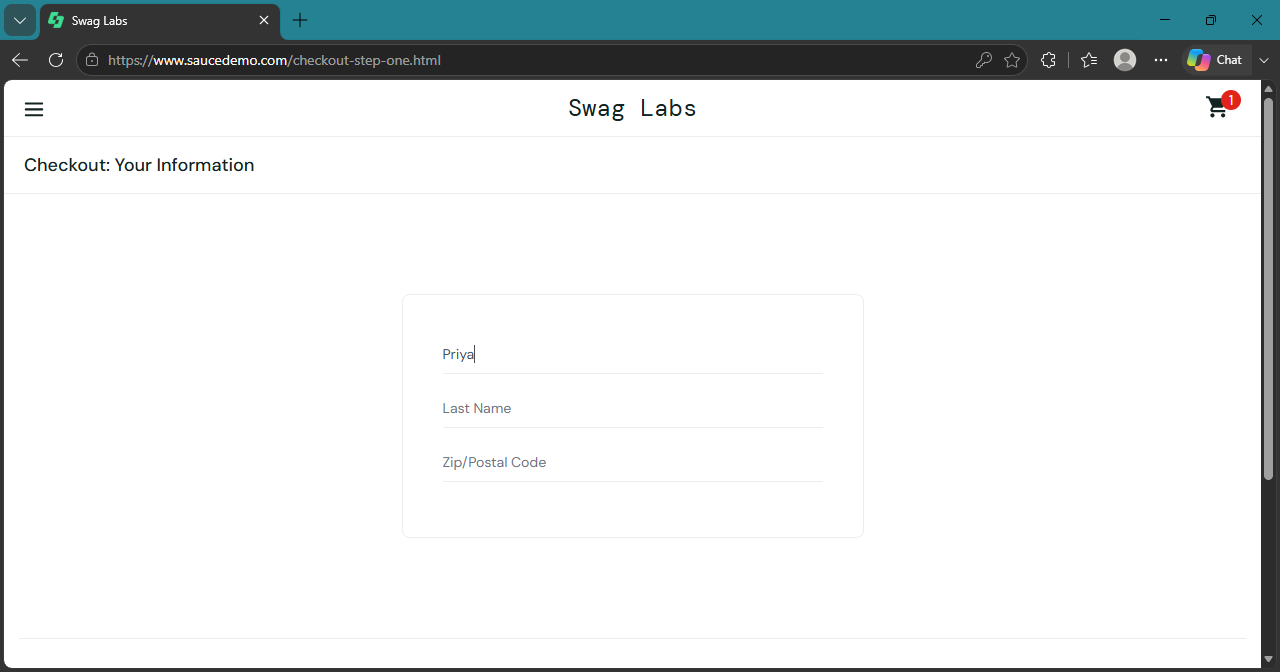 Swag Labs
https://www.saucedemo.com/checkout-step-one.html
Chat
Swag Labs
1
Checkout: Your Information
Priya
Last Name
Zip/Postal Code